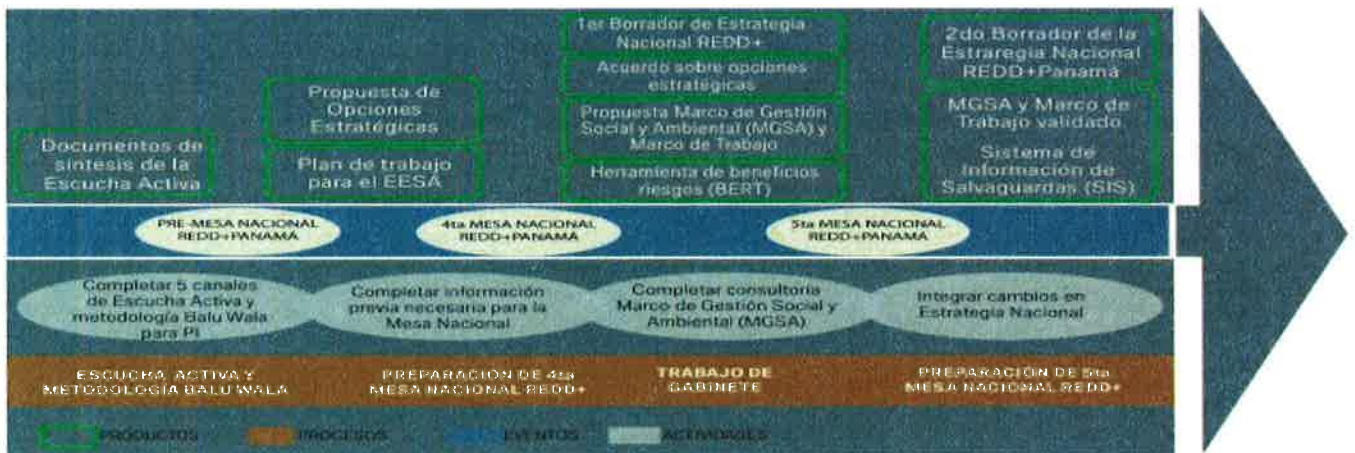 Documentos de
síntesis de la
Escucha Activa
Propuesta de
Opciones
Estratégicas
Plan de trabajo
para el EESA
1er Borrador de Estrategia
Nacional REDD+
Acuerdo sobre opciones
estratégicas
Propuesta Marco de Gestión
Social y Ambiental (MGSA) y
Marco de Trabajo
Herramienta de beneficios
riesgos (BERT)
2do Borrador de la
Estraregia Nacional
REDD+Panamá
MGSA y Marco de
Trabajo validado
Sistema de
Información de
Salvaguardas (SIS)
PRE-MESA NACIONAL
REDD+PANAMÁ
4ta MESA NACIONAL
REDD+PANAMÁ
5ta MESA NACIONAL
REDD+PANAMÁ
Completar 5 canales
de Escucha Activa y
metodología Balu Wala
para PI
Completar información
previa necesaria para la
Mesa Nacional
Completar consultoría
Marco de Gestión Social y
Ambiental (MGSA)
Integrar cambios en
Estrategia Nacional
ESCUCHA ACTIVA Y
METODOLOGÍA BALU WALA
PREPARACIÓN DE 4ta
MESA NACIONAL REDD+
TRABAJO DE
GABINETE
PREPARACIÓN DE 5ta
MESA NACIONAL REDD+
PRODUCTOS
PROCESOS
EVENTOS
ACTIVIDADES